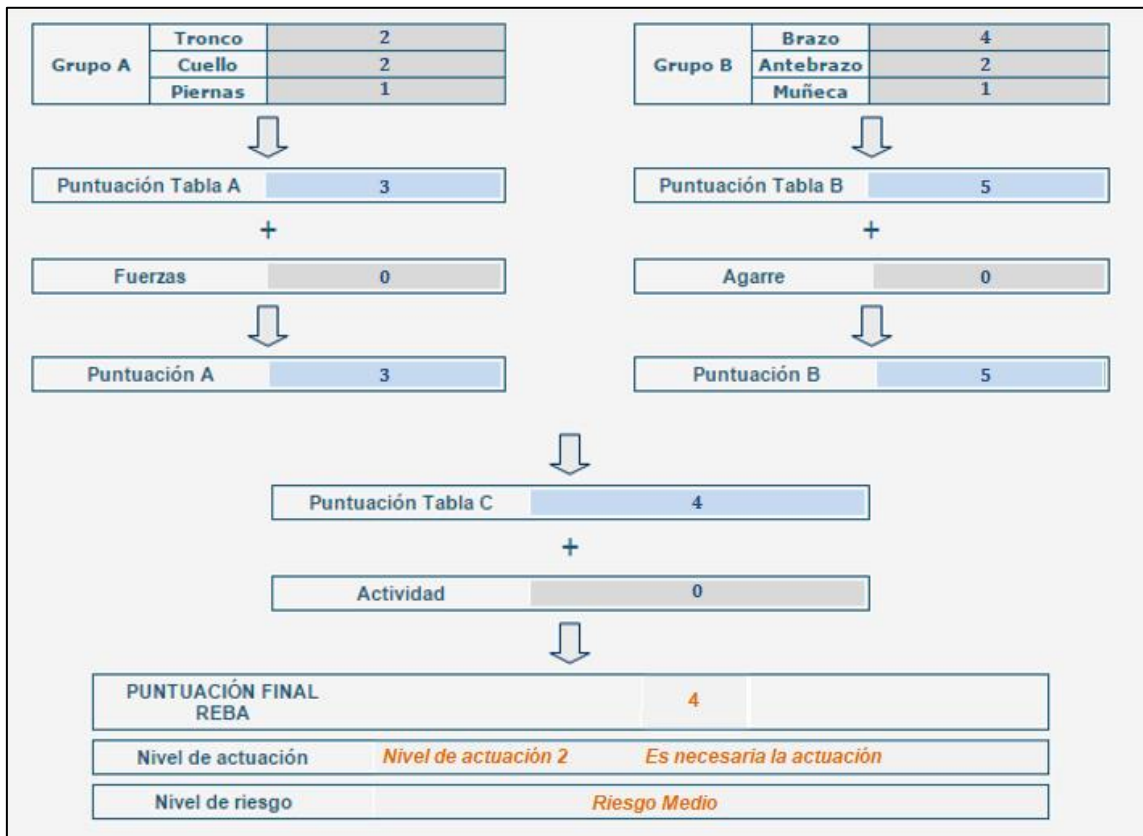 Grupo A
Tronco 2
Cuello 2
Piernas 1
Grupo B
Brazo 4
Antebrazo 2
Muñeca 1
Puntuación Tabla A 3
Puntuación Tabla B 5
+
+
Fuerzas 0
Agarre 0
Puntuación A 3
Puntuación B 5
Puntuación Tabla C 4
+
Actividad 0
PUNTUACIÓN FINAL
REBA
4
Nivel de actuación Nivel de actuación 2 Es necesaria la actuación
Nivel de riesgo Riesgo Medio